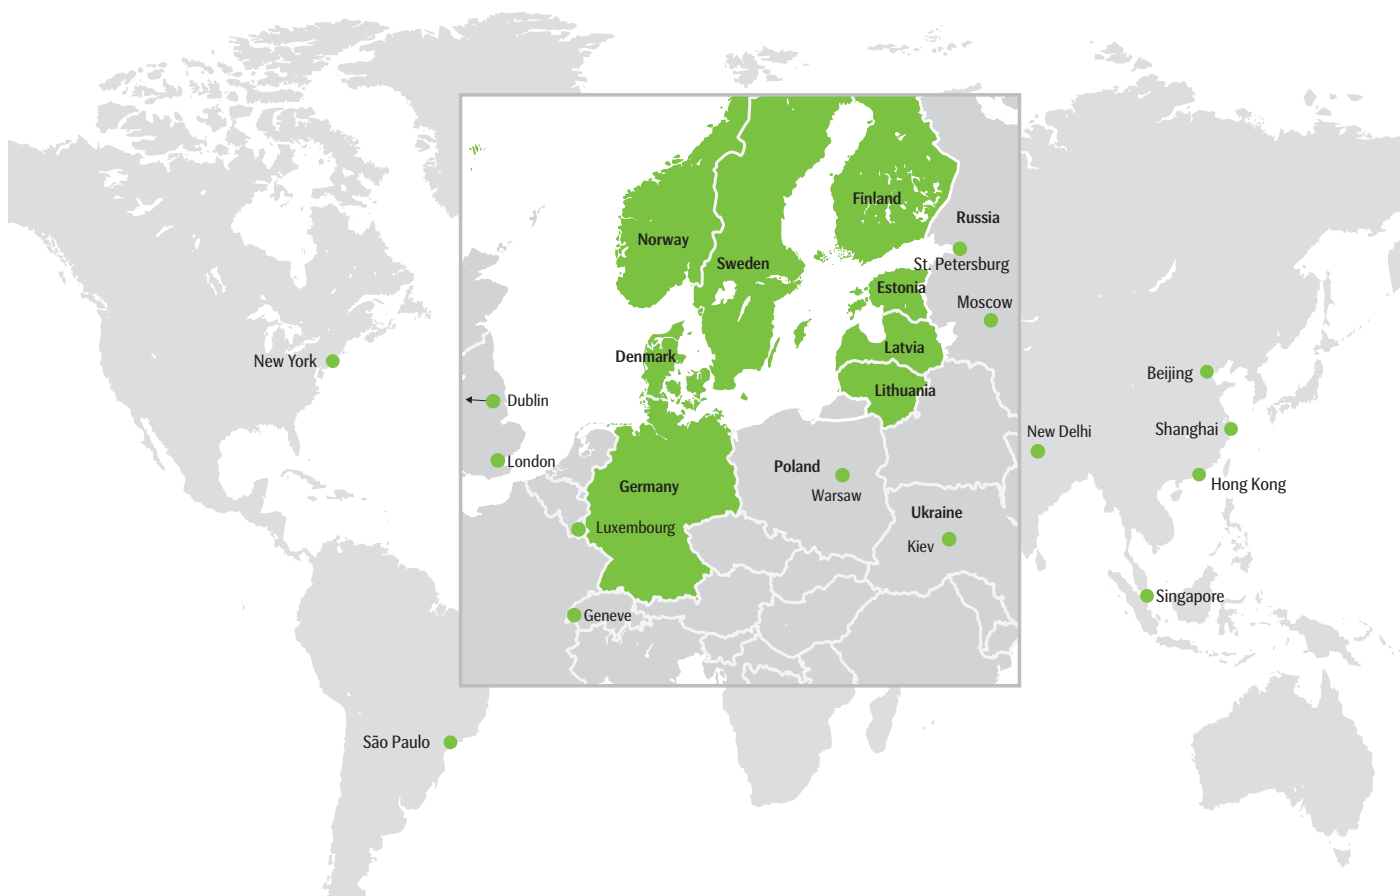 Finland
Russia
Norway
Sweden
St. Petersburg
Estonia
Moscow
Latvia
Denmark
New York
Beijing
Lithuania
Dublin
Shanghai
New Delhi
London
Poland
Hong Kong
Germany
Warsaw
Ukraine
Luxembourg
Kiev
Singapore
Geneve
São Paulo